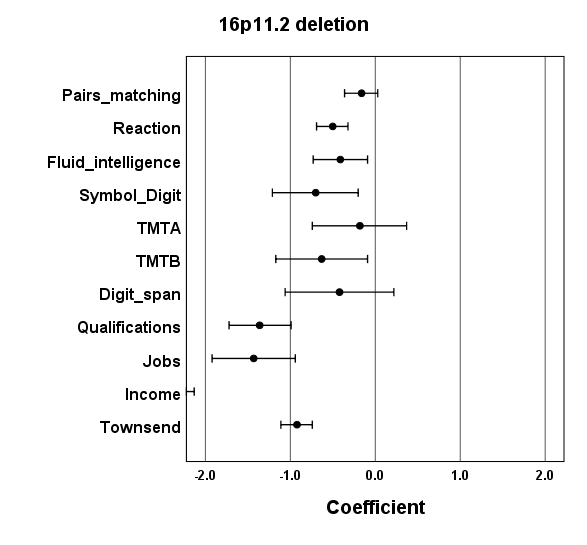 16p11.2 deletion
Pairs_matching
Reaction
Fluid_intelligence
Symbol_Digit
TMTA
TMTB
Digit_span
Qualifications
Jobs
Income
Townsend
-2.0 -1.0 0.0 1.0 2.0
Coefficient